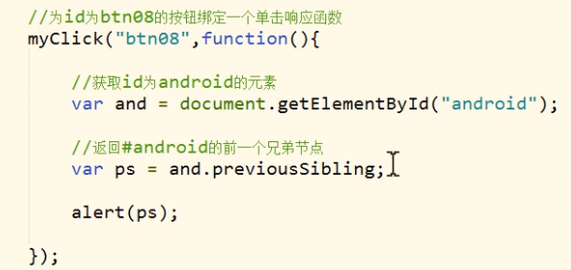 //为id为btn08的按钮绑定一个单击响应函数
myClick("btn08",function(){
//获取id为android的元素
var and = document.getElementById("android");
//返回#android的前一个兄弟节点
var ps = and.previousSibling;
alert(ps);
});